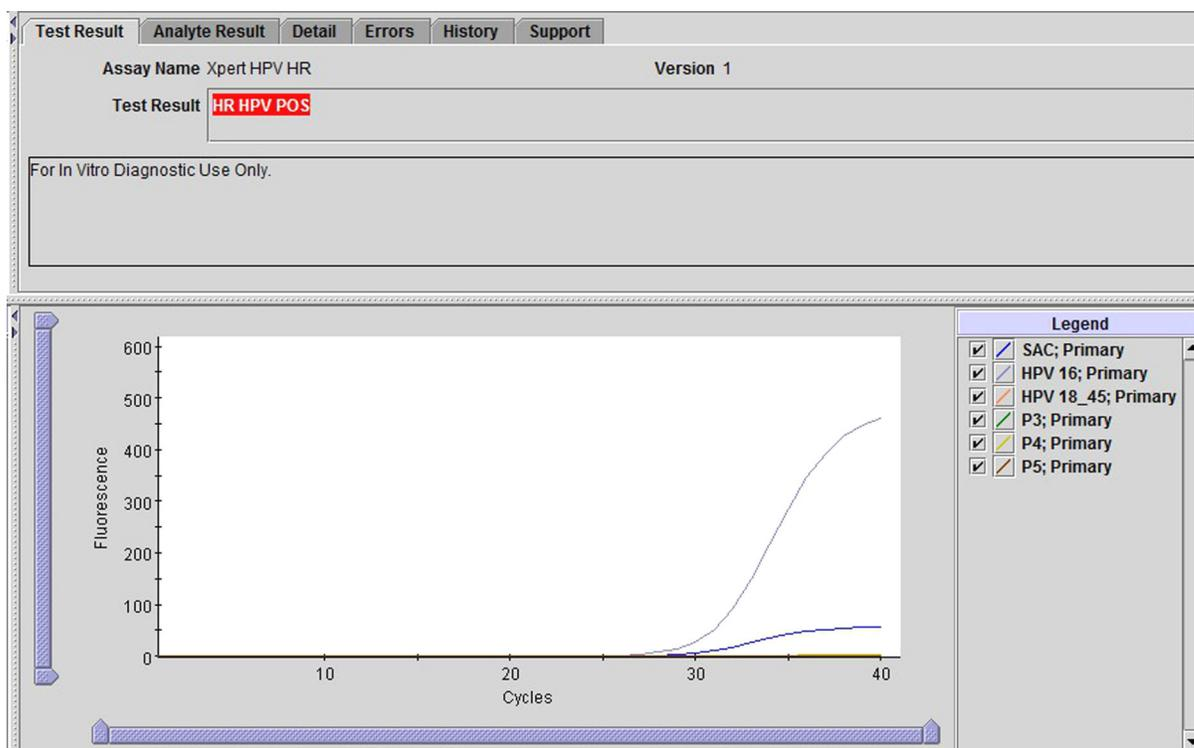 Test Result Analyte Result Detail Errors History Support
Assay Name Xpert HPV HR Version 1
Test Result HR HPV POS
For In Vitro Diagnostic Use Only.
600
500
400
300
200
100
0
Fluorescence
10 20 30 40
Cycles
Legend
SAC; Primary
HPV 16; Primary
HPV 18_45; Primary
P3; Primary
P4; Primary
P5; Primary